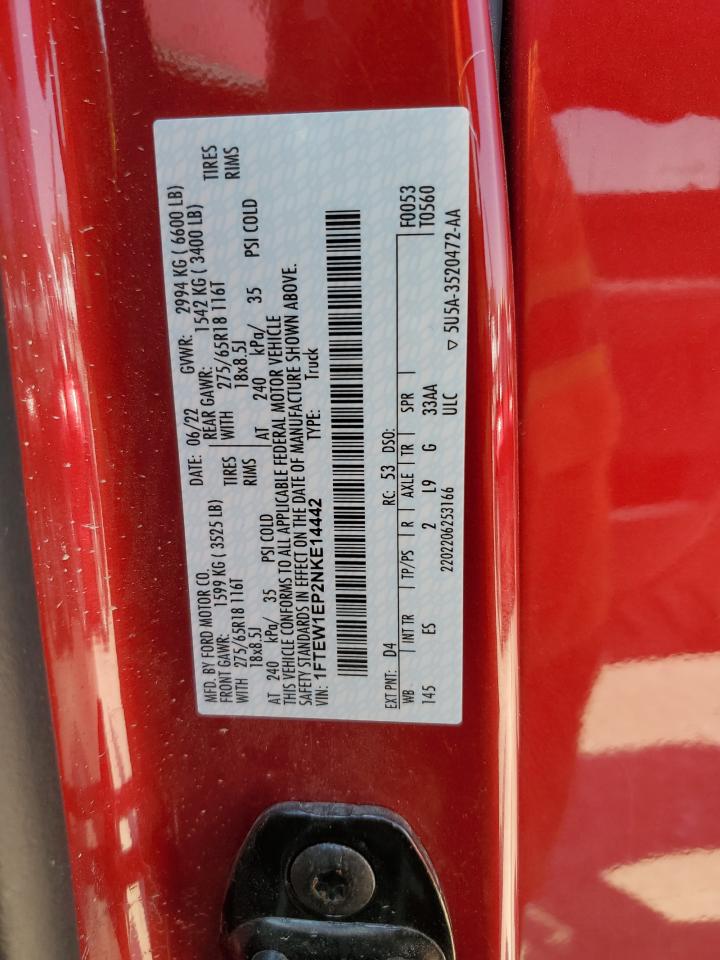 MFD. BY FORD MOTOR CO. DATE: 06/22 GVWR: 2994 KG ( 6600 LB)
FRONT GAWR: 1599 KG ( 3525 LB) REAR GAWR: 1542 KG ( 3400 LB)
WITH 275/65R18 116T TIRES WITH 275/65R18 116T TIRES
18x8.5J RIMS 18x8.5J RIMS
AT 240 kPa/ 35 PSI COLD AT 240 kPa/ 35 PSI COLD
THIS VEHICLE CONFORMS TO ALL APPLICABLE FEDERAL MOTOR VEHICLE
SAFETY STANDARDS IN EFFECT ON THE DATE OF MANUFACTURE SHOWN ABOVE.
VIN: 1FTEW1EP2NKE14442 TYPE: Truck
EXT PNT: D4 RC: 53 DSO: F0053
WB INT TR TP/PS R AXLE TR SPR T0560
145 ES 2 L9 G 33AA
2202206253166 ULC ▽ 5U5A-3520472-AA